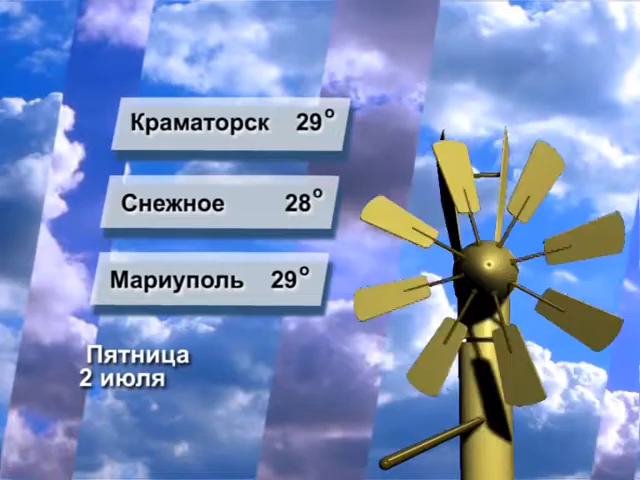 Краматорск 29°
Снежное 28°
Мариуполь 29°
Пятница
2 июля